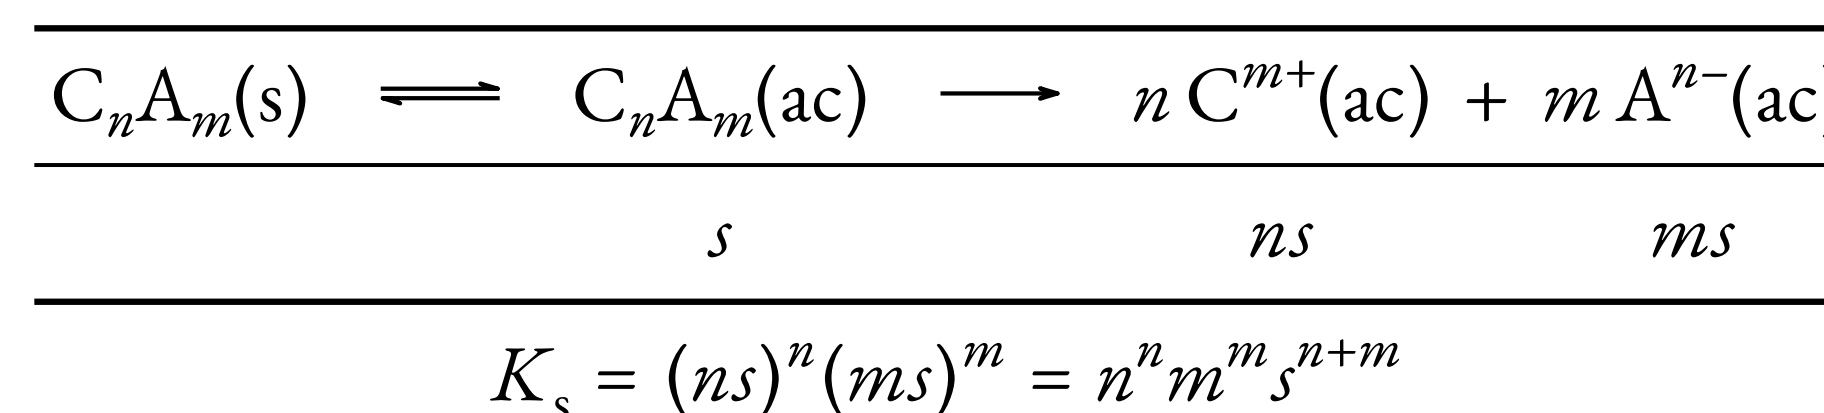 CₙAₘ(s) ⇌ CₙAₘ(ac) ⟶ n Cᵐ⁺(ac) + m Aⁿ⁻(ac)
s ns ms
Kₛ = (ns)ⁿ(ms)ᵐ = nⁿmᵐsⁿ⁺ᵐ